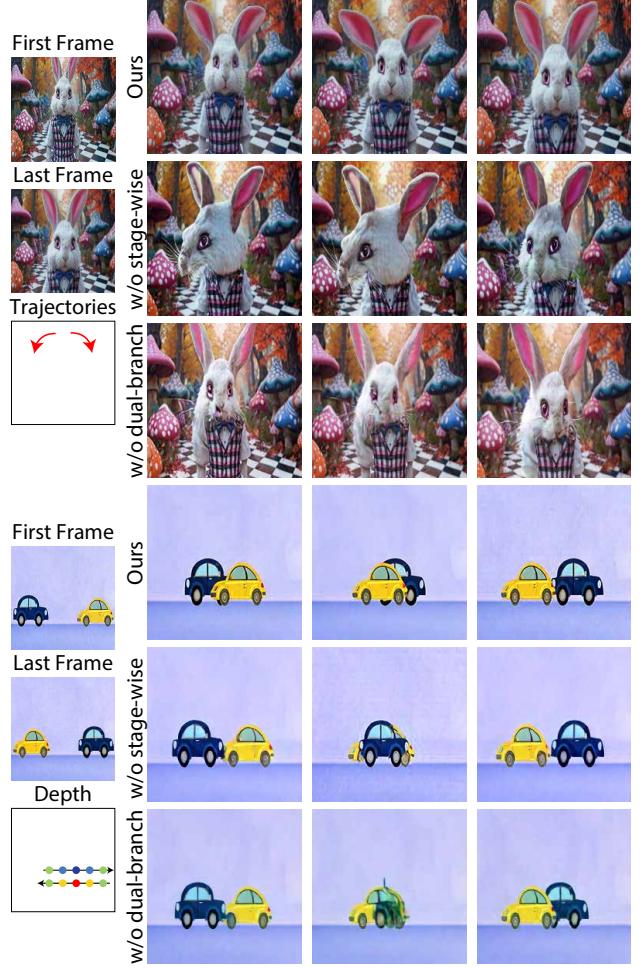 First Frame
Last Frame
Trajectories
Ours
w/o stage-wise
w/o dual-branch
First Frame
Last Frame
Depth
Ours
w/o stage-wise
w/o dual-branch